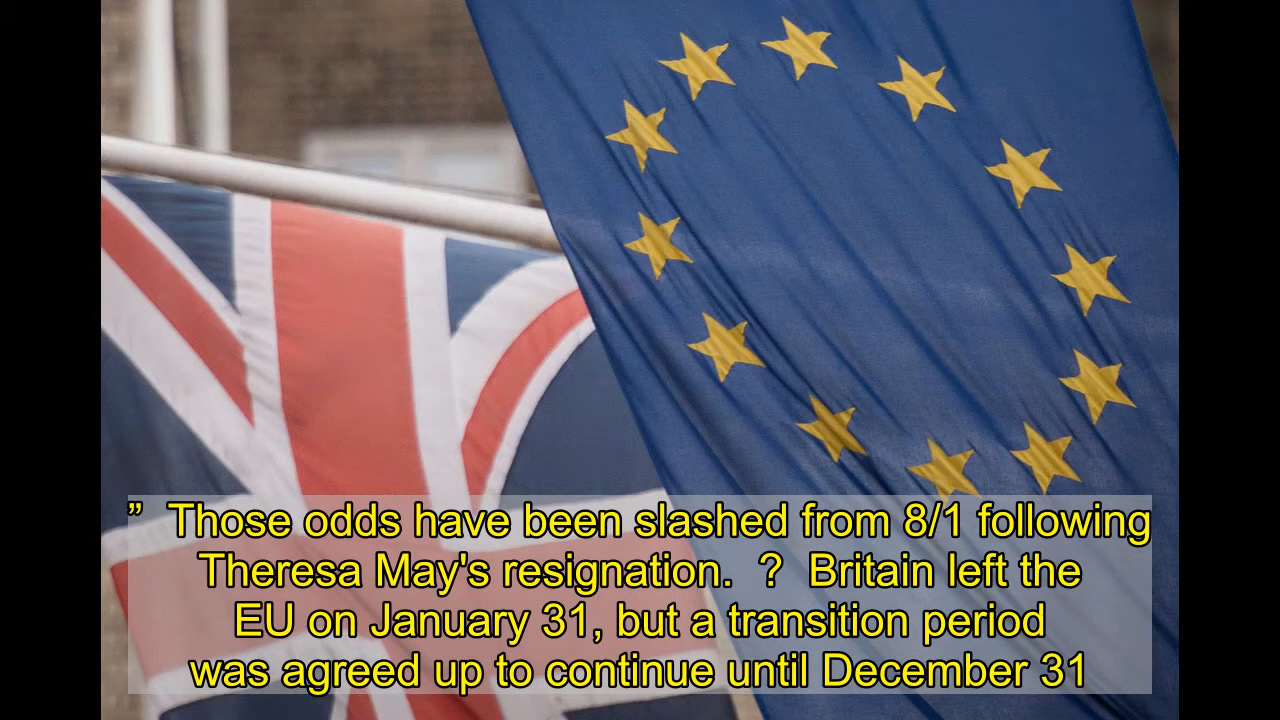 ”  Those odds have been slashed from 8/1 following
Theresa May's resignation.  ?  Britain left the
EU on January 31, but a transition period
was agreed up to continue until December 31